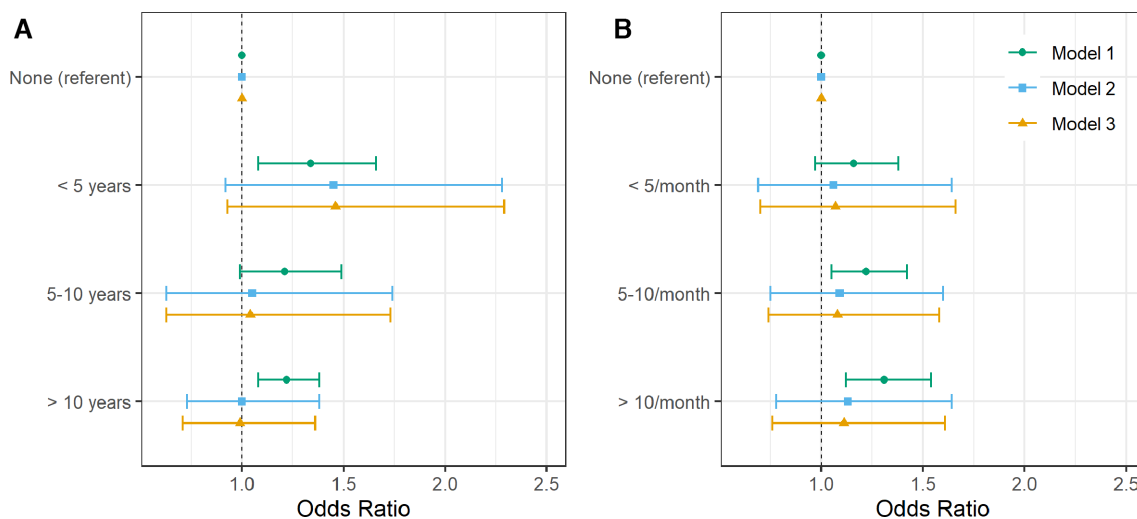 A
None (referent)
< 5 years
5-10 years
> 10 years
1.0 1.5 2.0 2.5
Odds Ratio
B
None (referent)
< 5/month
5-10/month
> 10/month
1.0 1.5 2.0 2.5
Odds Ratio
Model 1
Model 2
Model 3